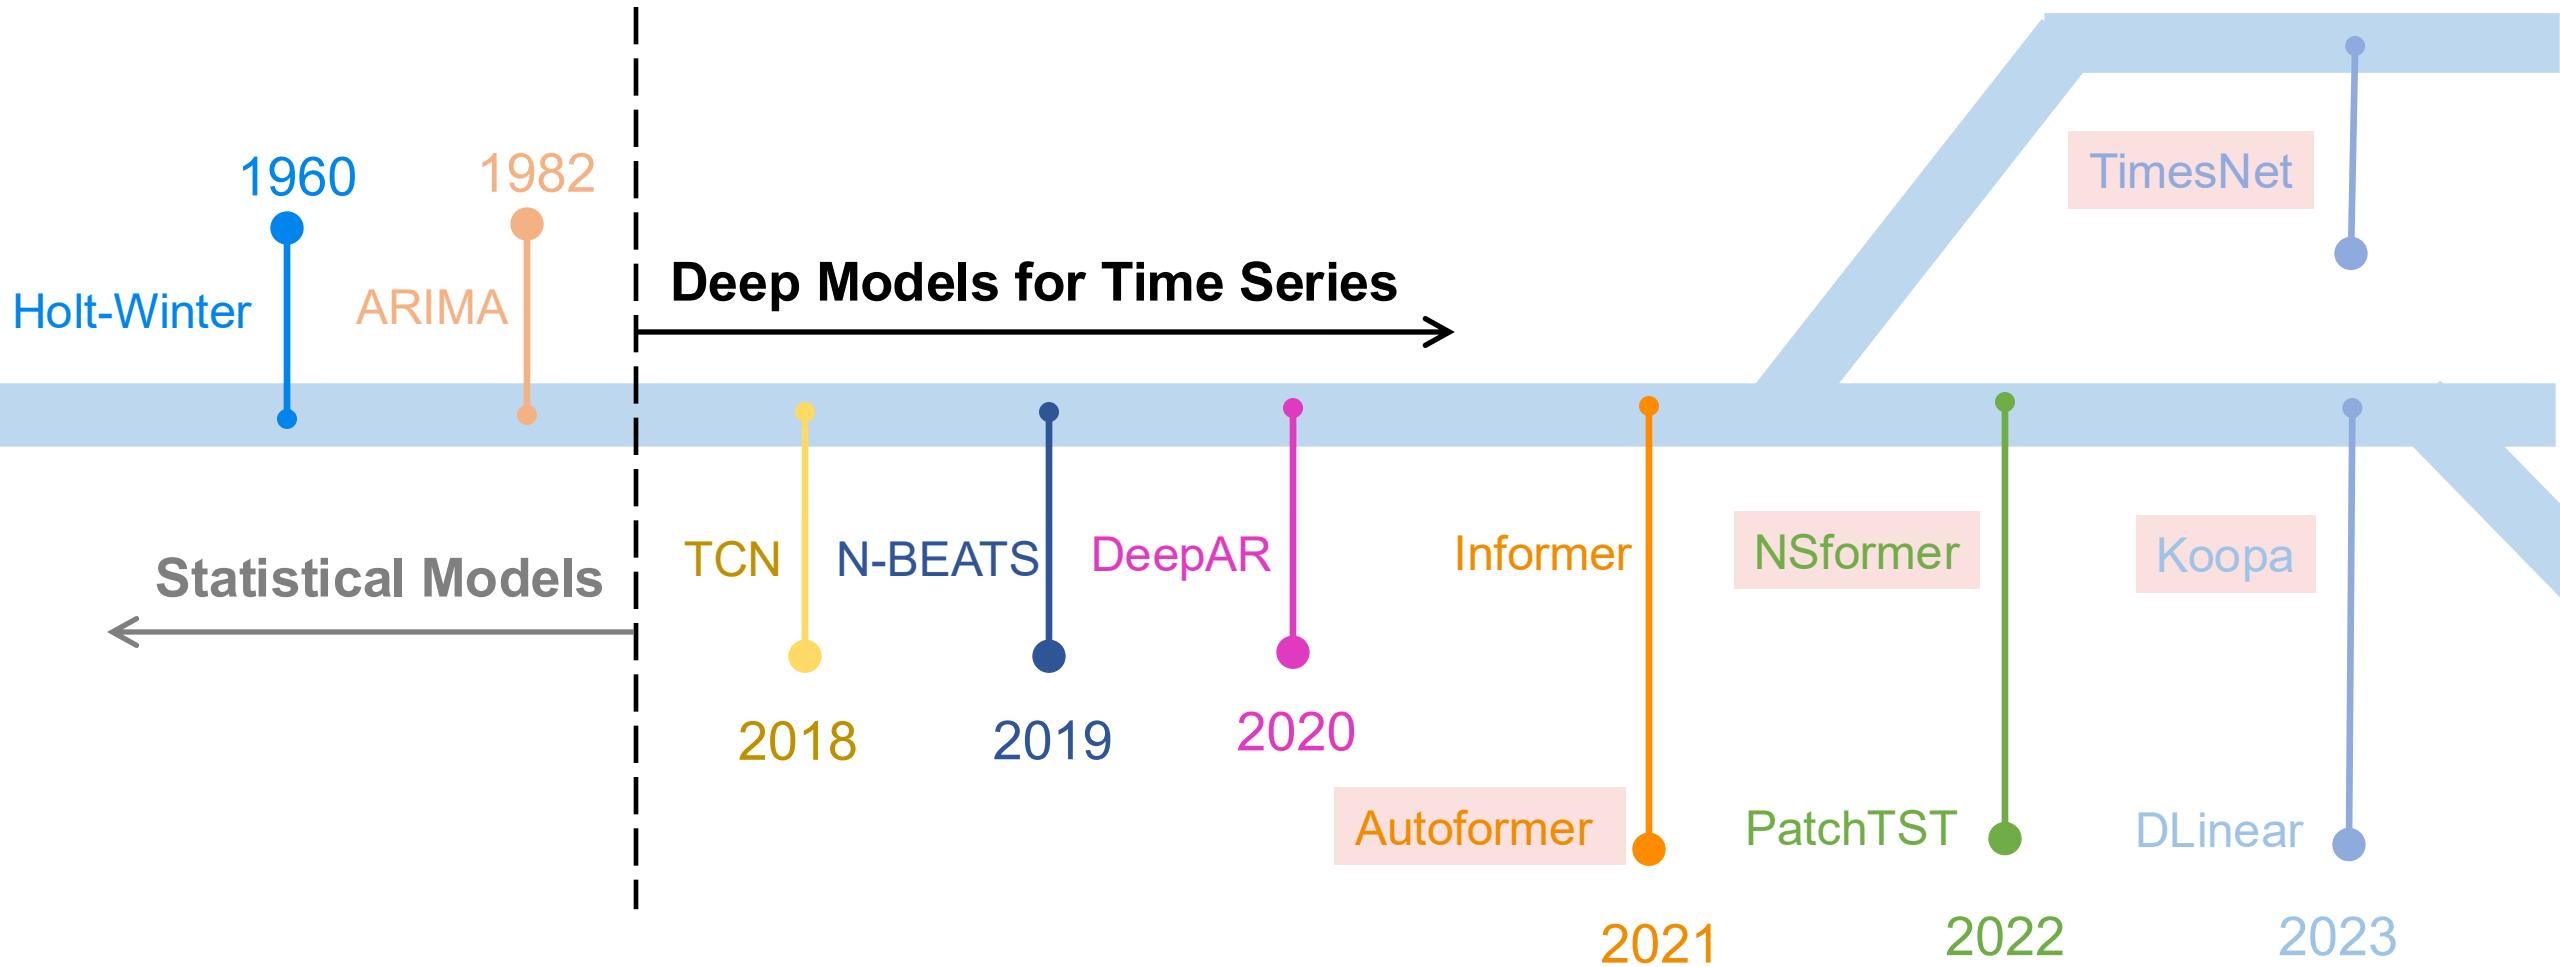 1960
1982
TimesNet
Holt-Winter
ARIMA
Deep Models for Time Series
Statistical Models
TCN
N-BEATS
DeepAR
Informer
NSformer
Koopa
2018
2019
2020
Autoformer
PatchTST
DLinear
2021
2022
2023